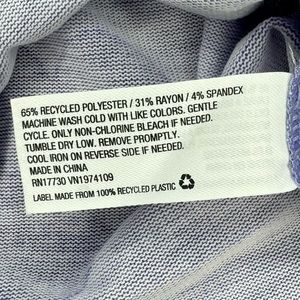 65% RECYCLED POLYESTER / 31% RAYON / 4% SPANDEX
MACHINE WASH COLD WITH LIKE COLORS. GENTLE
CYCLE. ONLY NON-CHLORINE BLEACH IF NEEDED.
TUMBLE DRY LOW. REMOVE PROMPTLY.
COOL IRON ON REVERSE SIDE IF NEEDED.
MADE IN CHINA
RN17730 VN1974109
LABEL MADE FROM 100% RECYCLED PLASTIC